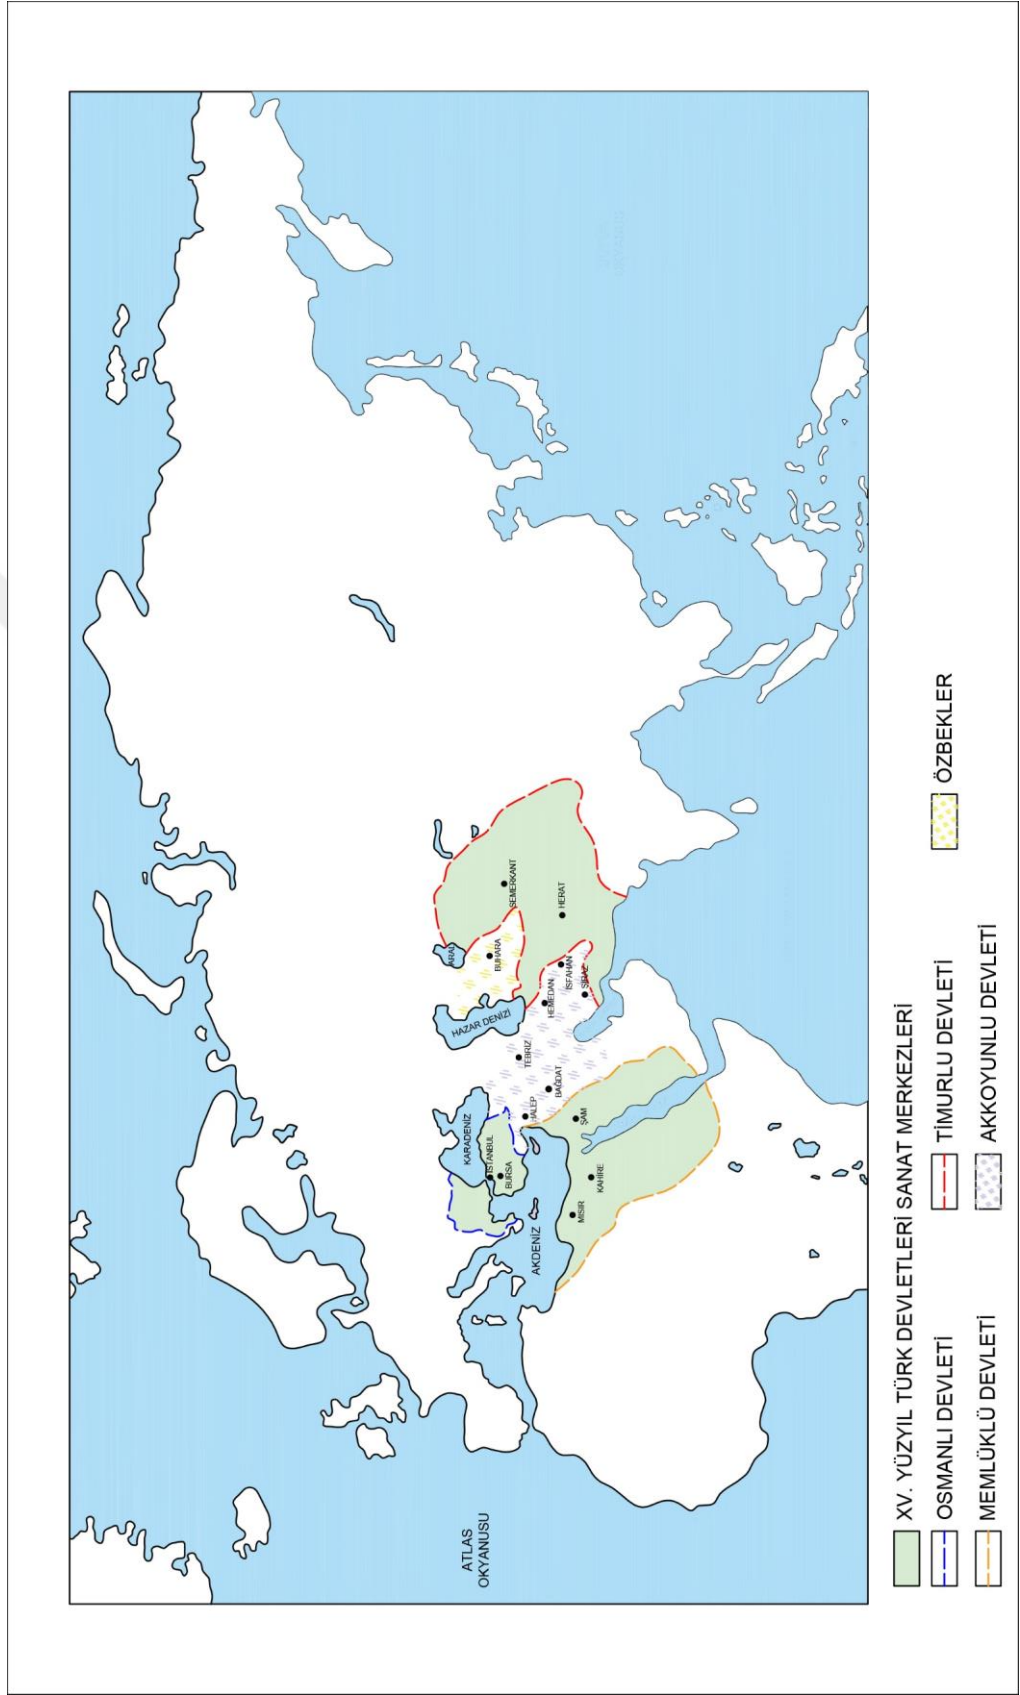 ATLAS
OKYANUSU
KARADENİZ
İSTANBUL
BURSA
AKDENİZ
HAZAR DENİZİ
ARAL
BUHARA
SEMERKANT
HERAT
İSFAHAN
ŞİRAZ
HEMEDAN
TEBRİZ
BAĞDAT
HALEP
ŞAM
KAHİRE
MISIR
XV. YÜZYIL TÜRK DEVLETLERİ SANAT MERKEZLERİ
OSMANLI DEVLETİ
TİMURLU DEVLETİ
ÖZBEKLER
MEMLÜKLÜ DEVLETİ
AKKOYUNLU DEVLETİ